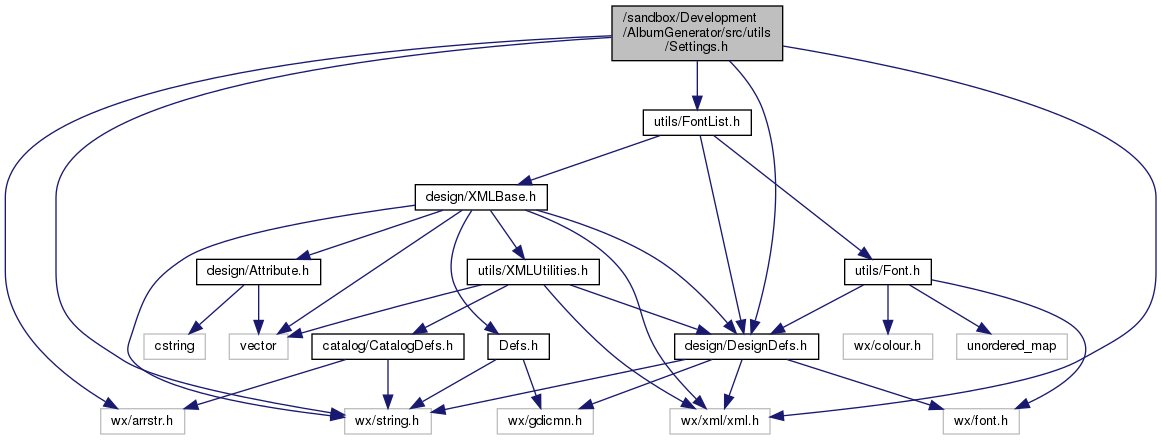 /sandbox/Development
/AlbumGenerator/src/utils
/Settings.h
utils/FontList.h
design/XMLBase.h
design/Attribute.h
utils/XMLUtilities.h
utils/Font.h
cstring
vector
catalog/CatalogDefs.h
Defs.h
design/DesignDefs.h
wx/colour.h
unordered_map
wx/arrstr.h
wx/string.h
wx/gdicmn.h
wx/xml/xml.h
wx/font.h